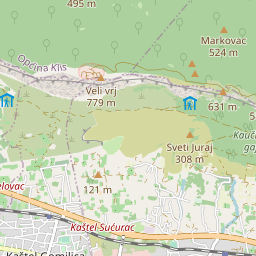 495 m
Markovac
524 m
Općina Klis
Veli vrj
779 m
631 m
Sveti Juraj
308 m
121 m
Kaštel Sućurac
Kaštel Gomilica